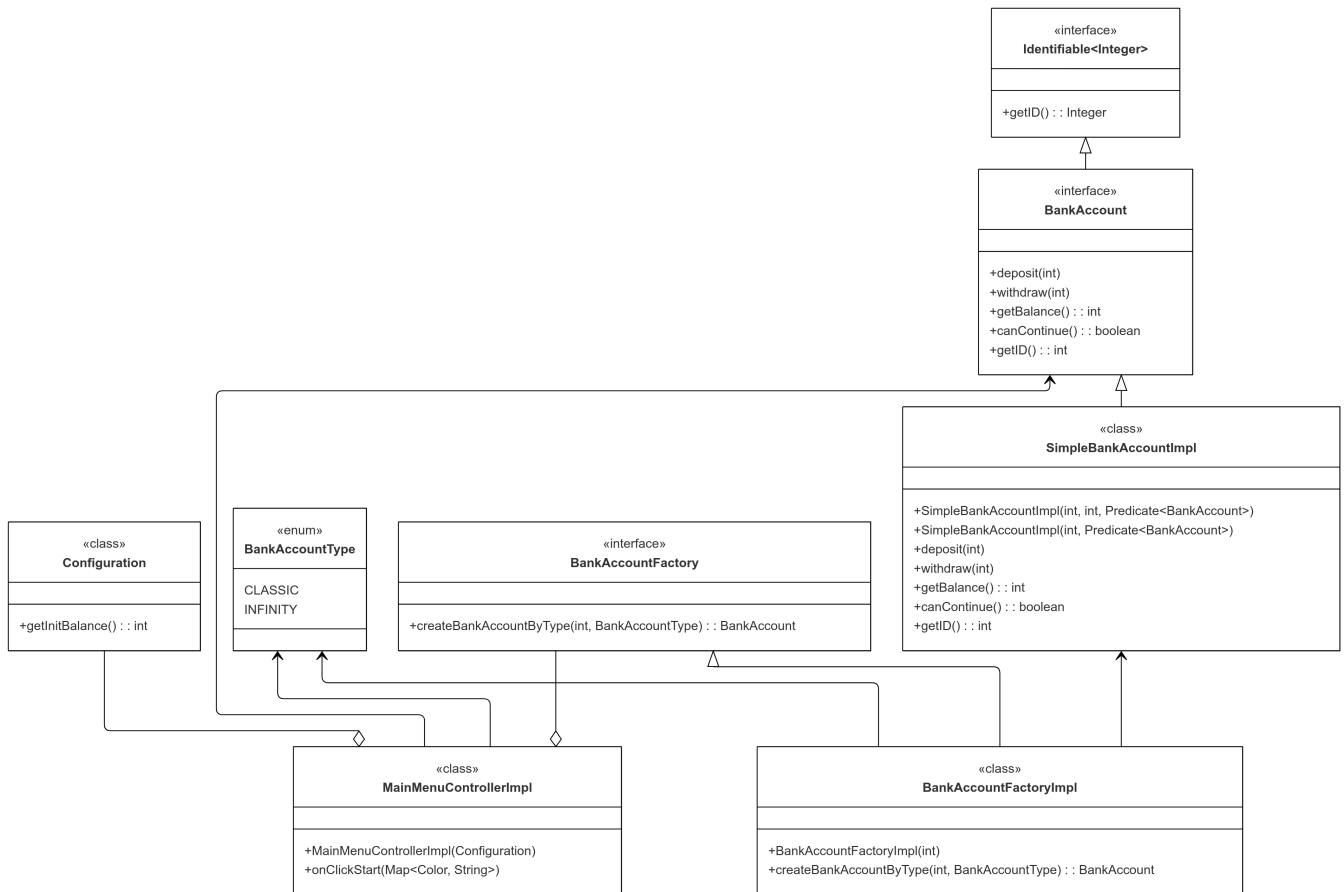 «interface»
Identifiable<Integer>
+getID() : : Integer
«interface»
BankAccount
+deposit(int)
+withdraw(int)
+getBalance() : : int
+canContinue() : : boolean
+getID() : : int
«class»
SimpleBankAccountImpl
+SimpleBankAccountImpl(int, int, Predicate<BankAccount>)
+SimpleBankAccountImpl(int, Predicate<BankAccount>)
+deposit(int)
+withdraw(int)
+getBalance() : : int
+canContinue() : : boolean
+getID() : : int
«class»
Configuration
+getInitBalance() : : int
«enum»
BankAccountType
CLASSIC
INFINITY
«interface»
BankAccountFactory
+createBankAccountByType(int, BankAccountType) : : BankAccount
«class»
MainMenuControllerImpl
+MainMenuControllerImpl(Configuration)
+onClickStart(Map<Color, String>)
«class»
BankAccountFactoryImpl
+BankAccountFactoryImpl(int)
+createBankAccountByType(int, BankAccountType) : : BankAccount